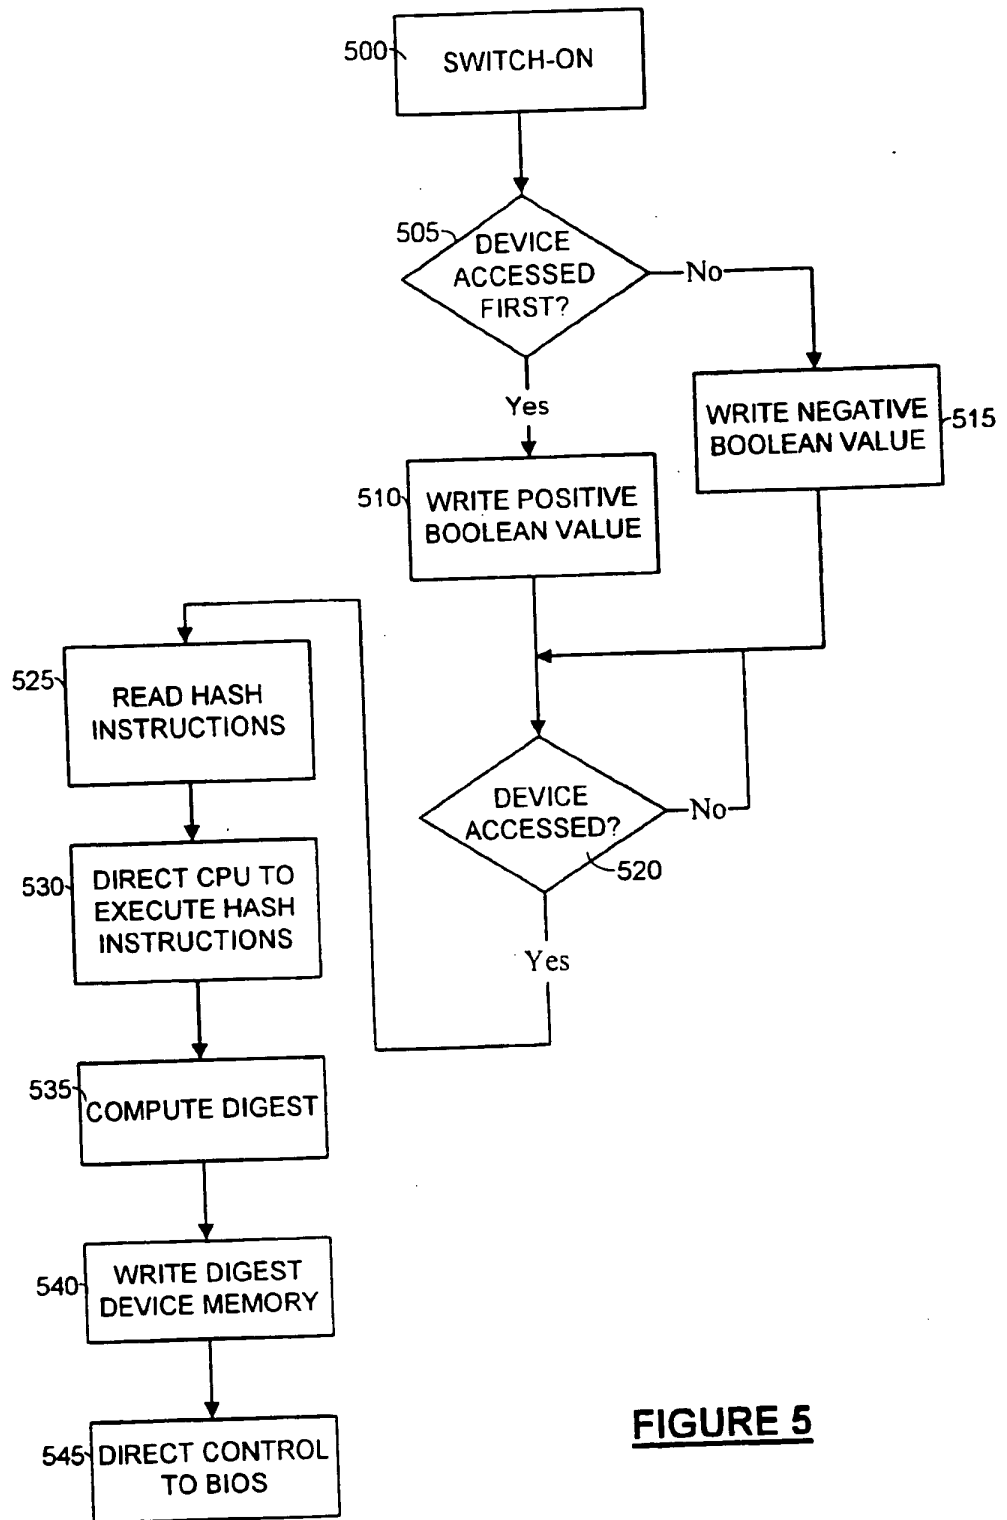 500
SWITCH-ON
505
DEVICE
ACCESSED
FIRST?
No
Yes
WRITE NEGATIVE
BOOLEAN VALUE
515
510
WRITE POSITIVE
BOOLEAN VALUE
525
READ HASH
INSTRUCTIONS
DEVICE
ACCESSED?
No
520
530
DIRECT CPU TO
EXECUTE HASH
INSTRUCTIONS
Yes
535
COMPUTE DIGEST
540
WRITE DIGEST
DEVICE MEMORY
545
DIRECT CONTROL
TO BIOS
FIGURE 5